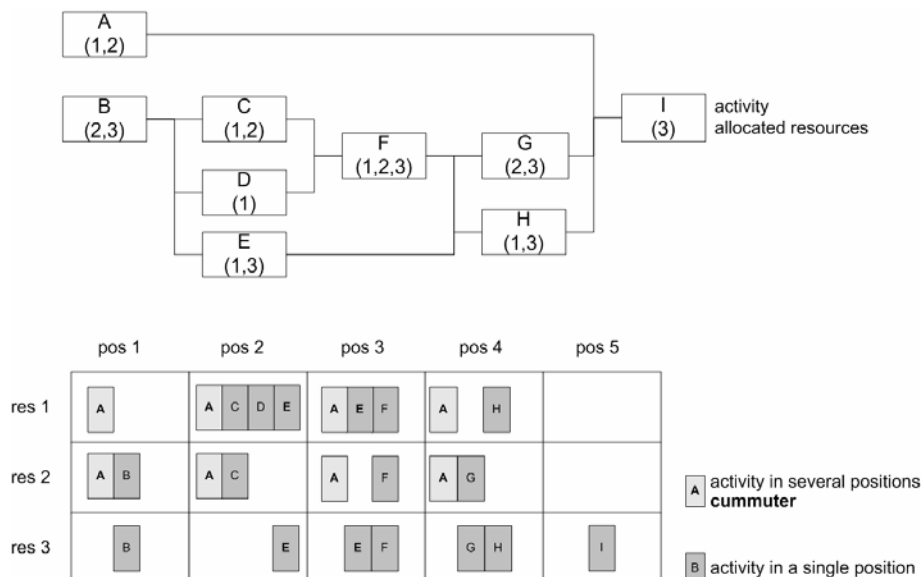 A
(1,2)
B
(2,3)
C
(1,2)
D
(1)
E
(1,3)
F
(1,2,3)
G
(2,3)
H
(1,3)
I
(3)
activity
allocated resources
pos 1 pos 2 pos 3 pos 4 pos 5
res 1 A A C D E A E F A H
res 2 A B A C A F A G
res 3 B E E F G H I
A activity in several positions
cummuter
B activity in a single position